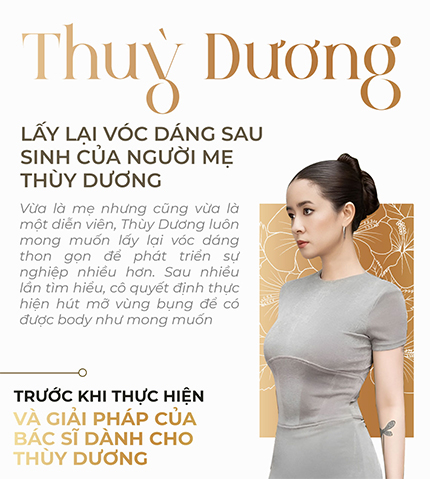 Thuỳ Dương
LẤY LẠI VÓC DÁNG SAU
SINH CỦA NGƯỜI MẸ
THÙY DƯƠNG
Vừa là mẹ nhưng cũng vừa là
một diễn viên, Thùy Dương luôn
mong muốn lấy lại vóc dáng
thon gọn để phát triển sự
nghiệp nhiều hơn. Sau nhiều
lần tìm hiểu, cô quyết định thực
hiện hút mỡ vùng bụng để có
được body như mong muốn
TRƯỚC KHI THỰC HIỆN
VÀ GIẢI PHÁP CỦA
BÁC SĨ DÀNH CHO
THÙY DƯƠNG